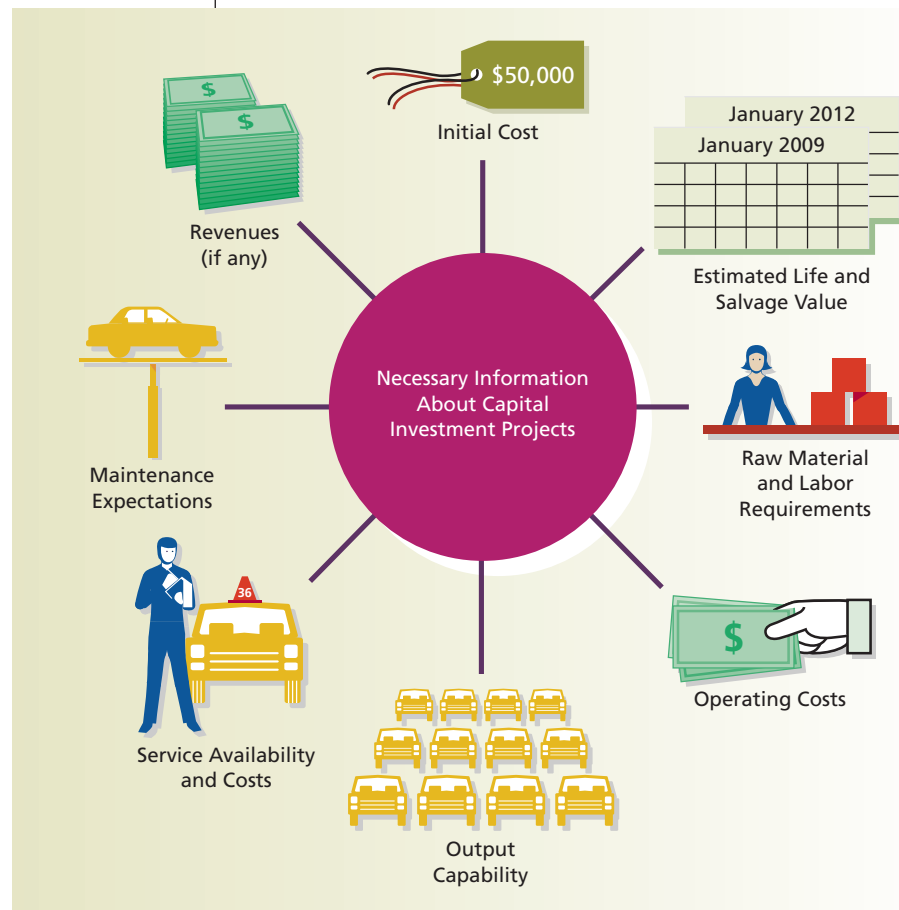 $50,000
Initial Cost
January 2012
January 2009
Estimated Life and
Salvage Value
$
$
Revenues
(if any)
Necessary Information
About Capital
Investment Projects
Raw Material
and Labor
Requirements
Maintenance
Expectations
36
Service Availability
and Costs
$
Operating Costs
Output
Capability